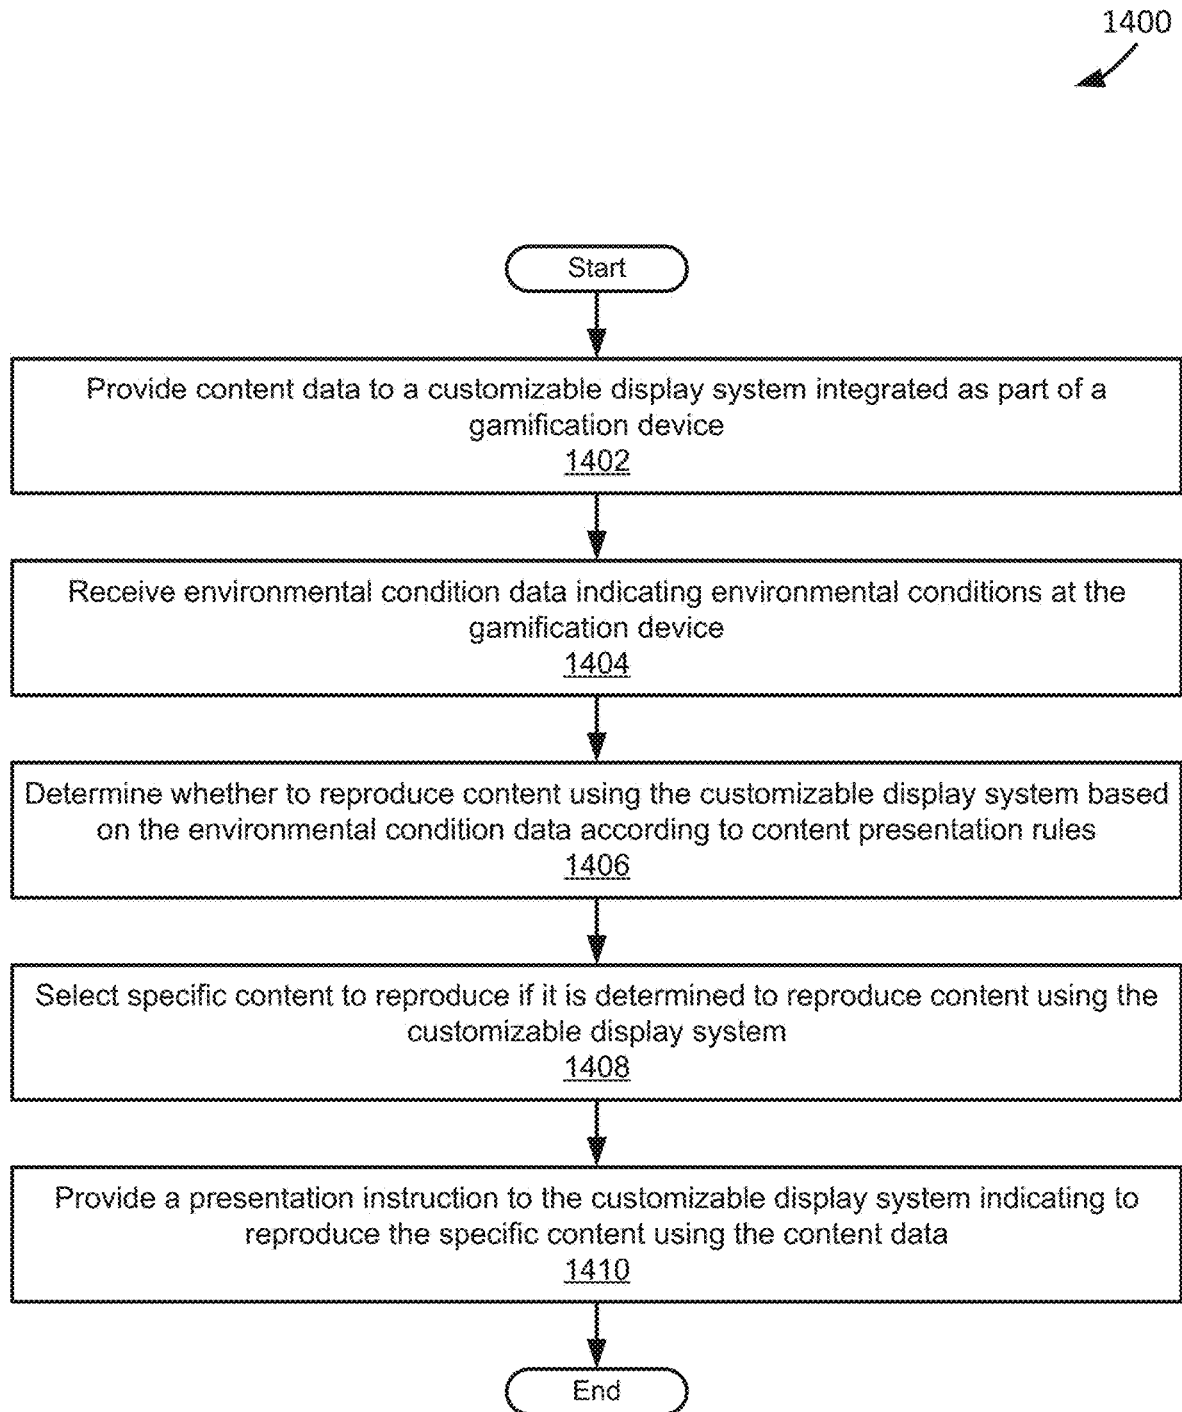 1400
Start
Provide content data to a customizable display system integrated as part of a
gamification device
1402
Receive environmental condition data indicating environmental conditions at the
gamification device
1404
Determine whether to reproduce content using the customizable display system based
on the environmental condition data according to content presentation rules
1406
Select specific content to reproduce if it is determined to reproduce content using the
customizable display system
1408
Provide a presentation instruction to the customizable display system indicating to
reproduce the specific content using the content data
1410
End